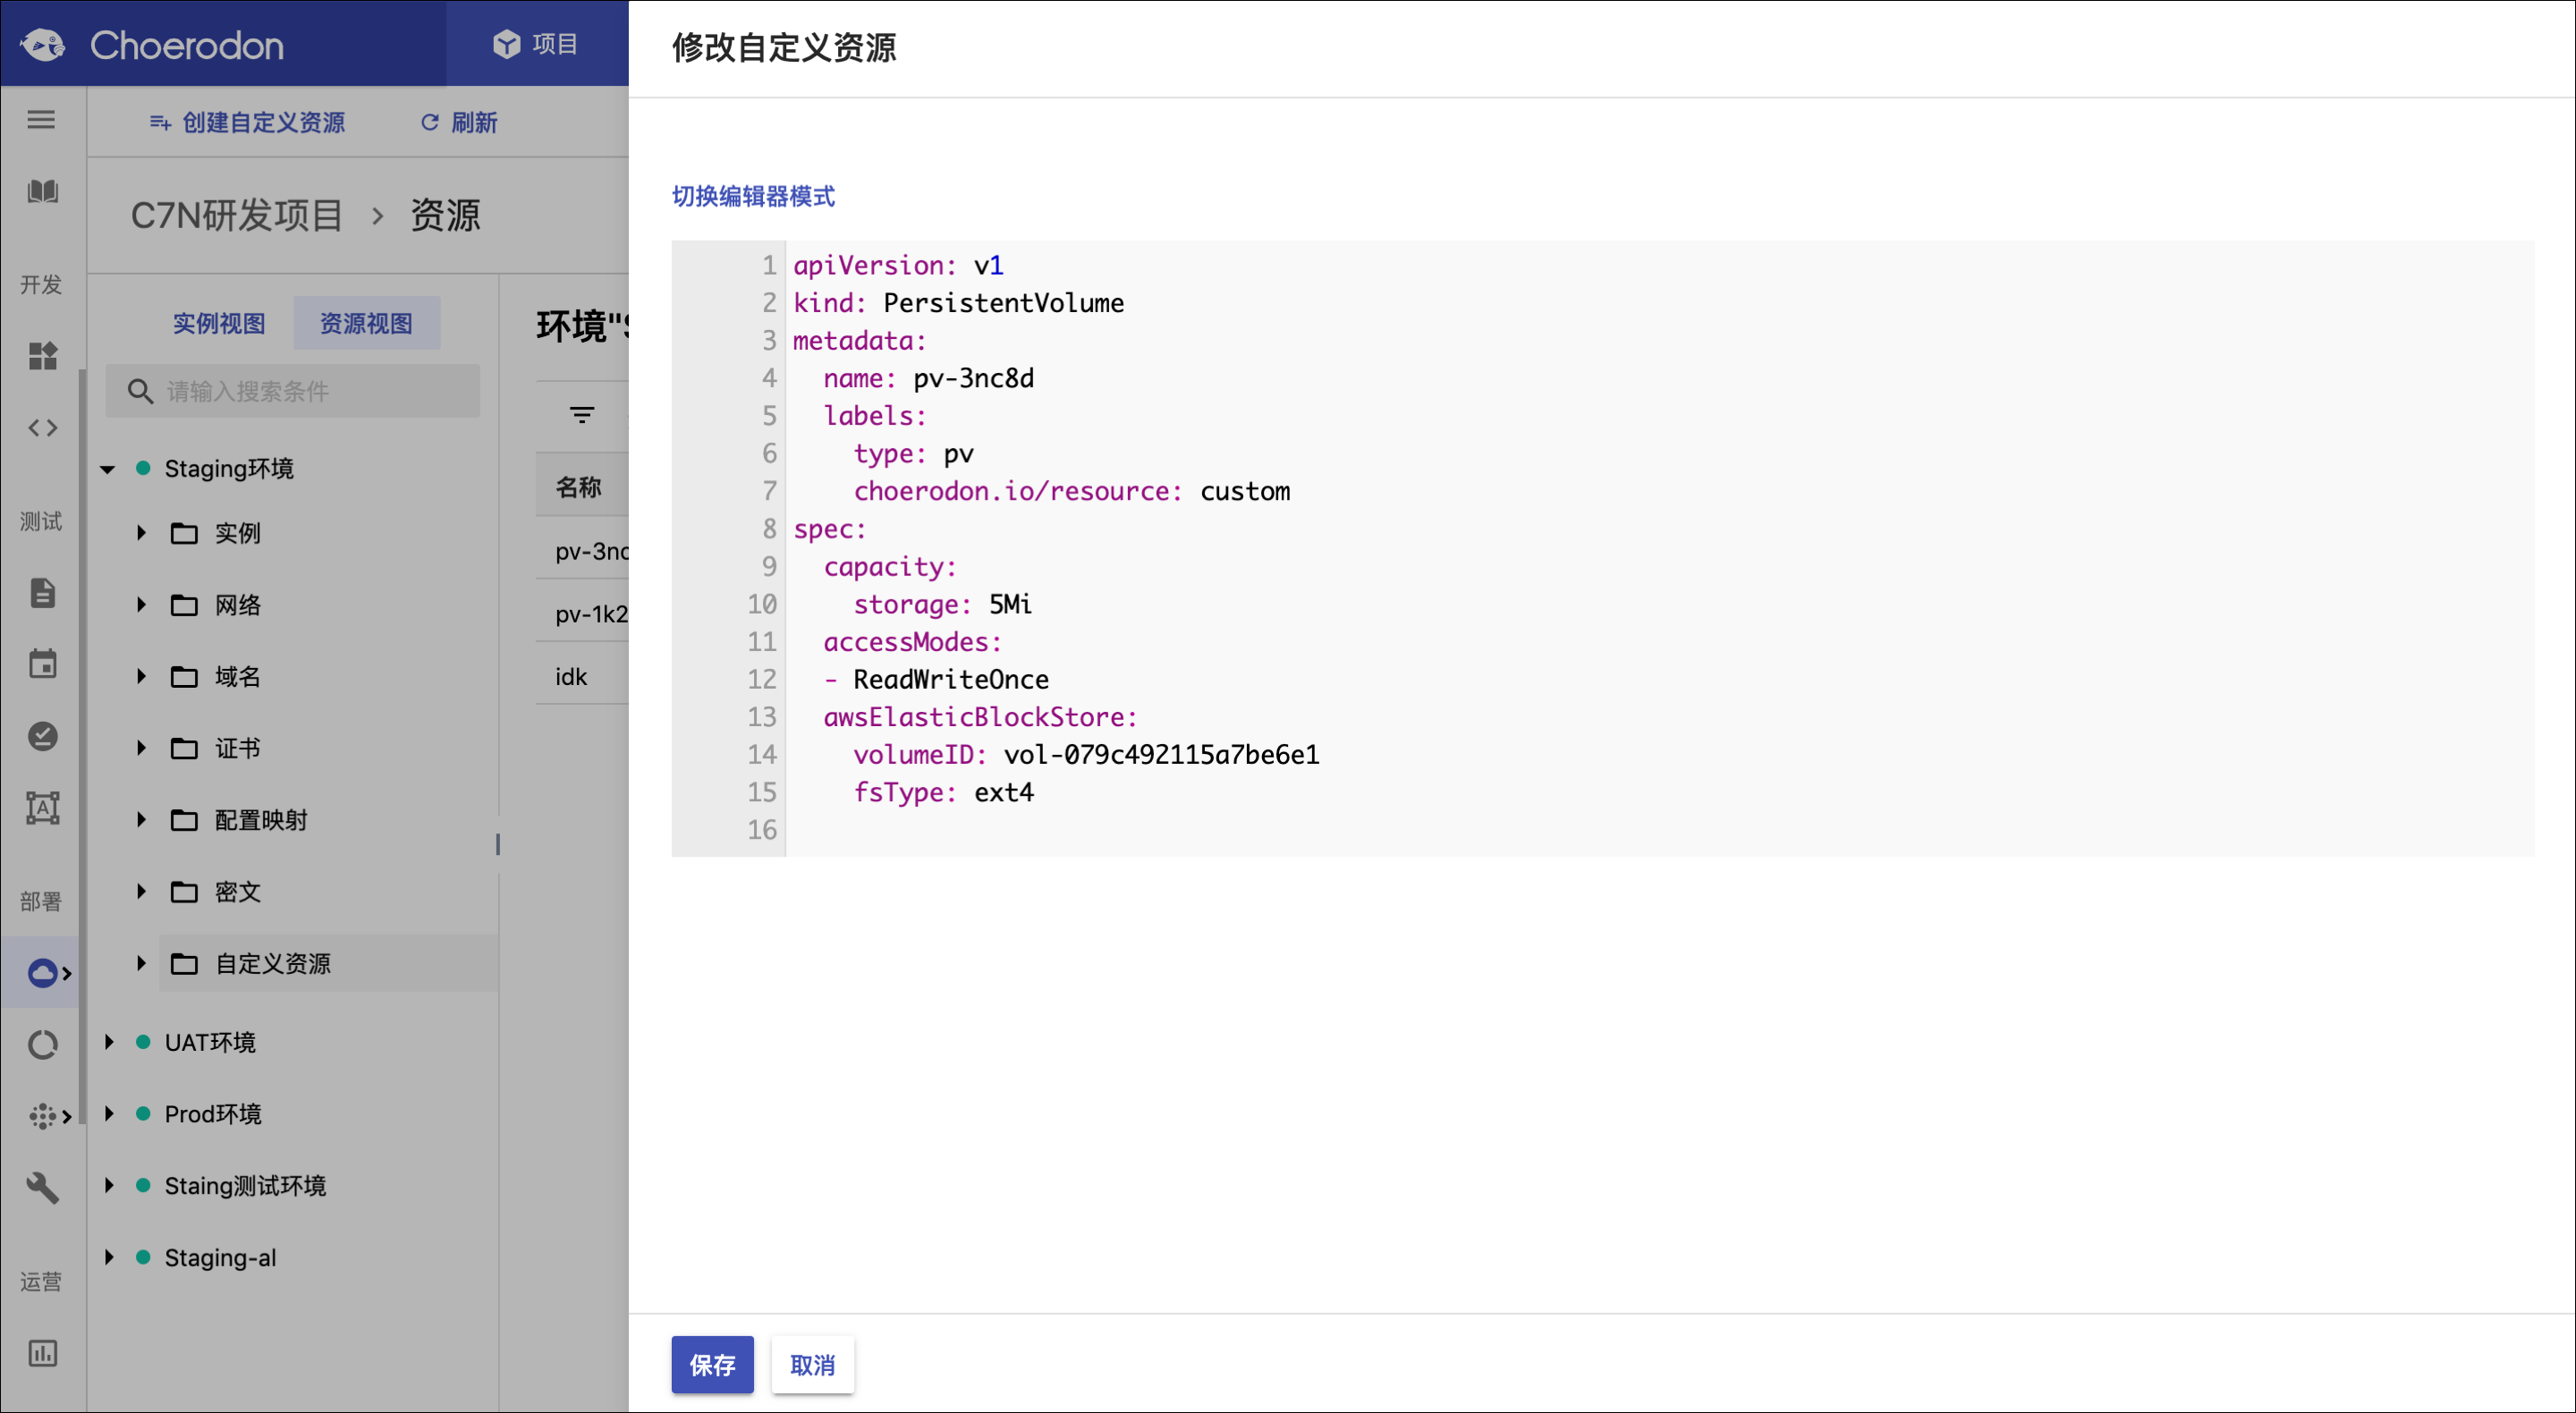 Choerodon
项目
创建自定义资源 刷新
C7N研发项目 › 资源
开发
测试
部署
运营
实例视图 资源视图
请输入搜索条件
Staging环境
实例
网络
域名
证书
配置映射
密文
自定义资源
UAT环境
Prod环境
Staing测试环境
Staging-al
环境"S
名称
pv-3nc
pv-1k2
idk
修改自定义资源
切换编辑器模式
1 apiVersion: v1
2 kind: PersistentVolume
3 metadata:
4   name: pv-3nc8d
5   labels:
6     type: pv
7     choerodon.io/resource: custom
8 spec:
9   capacity:
10     storage: 5Mi
11   accessModes:
12   - ReadWriteOnce
13   awsElasticBlockStore:
14     volumeID: vol-079c492115a7be6e1
15     fsType: ext4
16
保存 取消